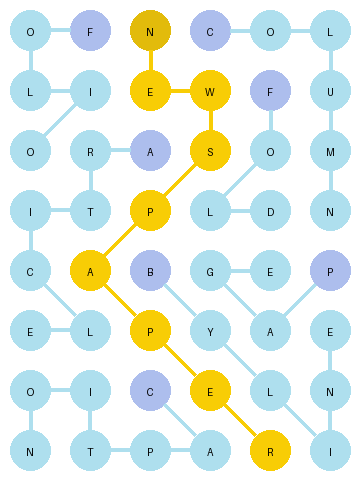 O F N C O L
L I E W F U
O R A S O M
I T P L D N
C A B G E P
E L P Y A E
O I C E L N
N T P A R I